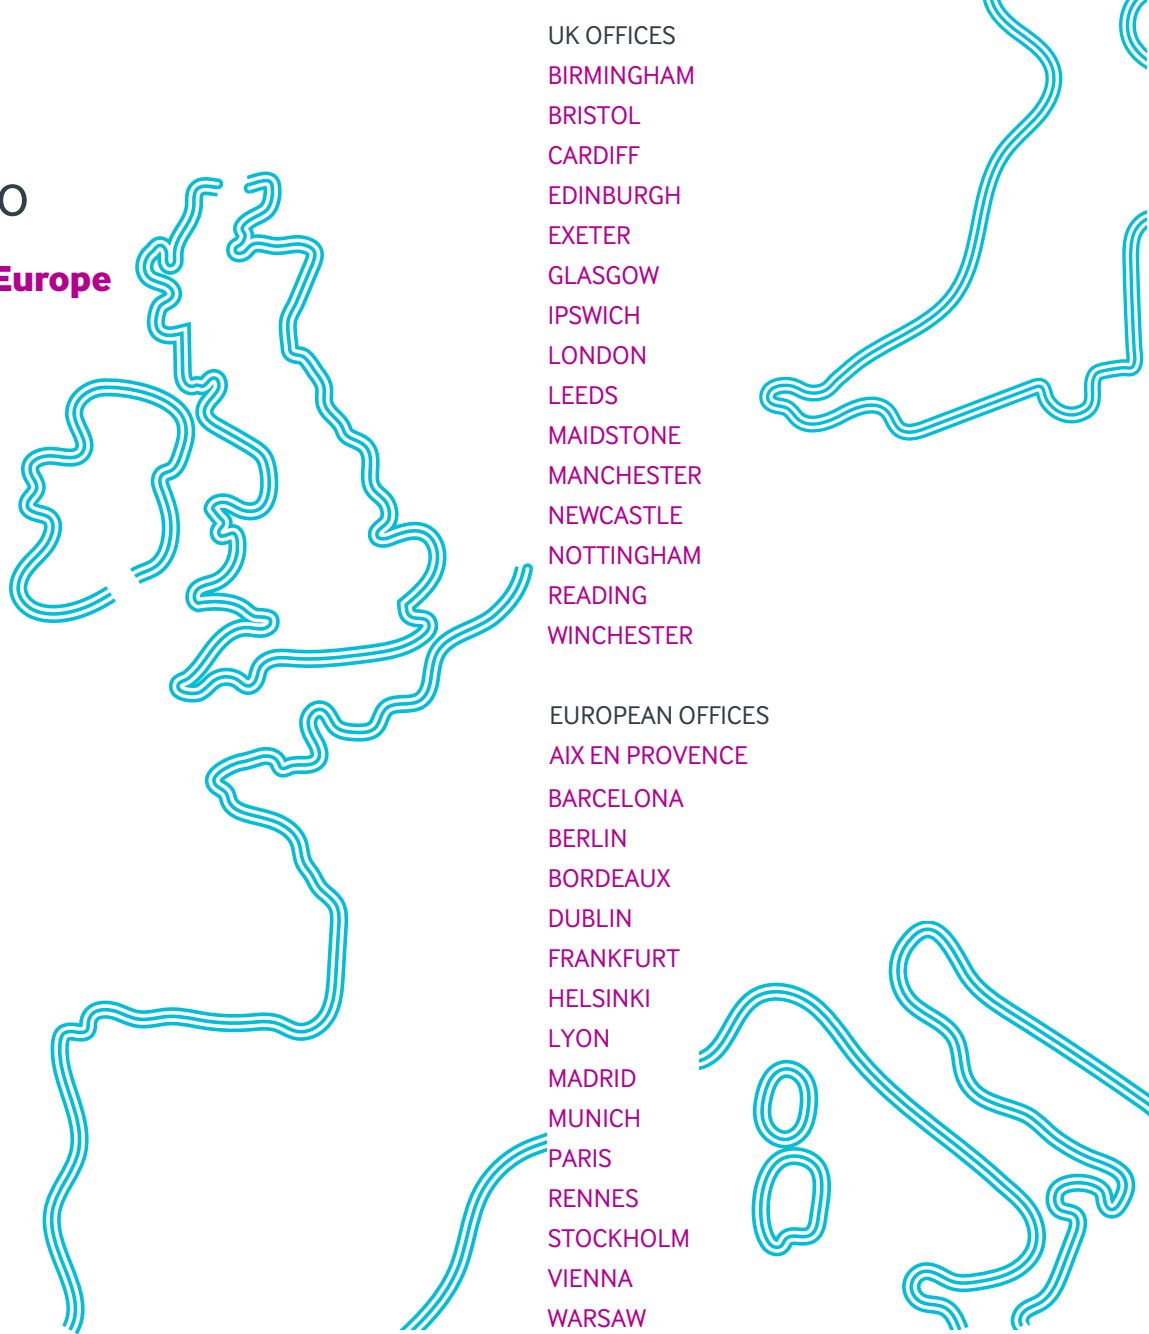 O
Europe
UK OFFICES
BIRMINGHAM
BRISTOL
CARDIFF
EDINBURGH
EXETER
GLASGOW
IPSWICH
LONDON
LEEDS
MAIDSTONE
MANCHESTER
NEWCASTLE
NOTTINGHAM
READING
WINCHESTER
EUROPEAN OFFICES
AIX EN PROVENCE
BARCELONA
BERLIN
BORDEAUX
DUBLIN
FRANKFURT
HELSINKI
LYON
MADRID
MUNICH
PARIS
RENNES
STOCKHOLM
VIENNA
WARSAW